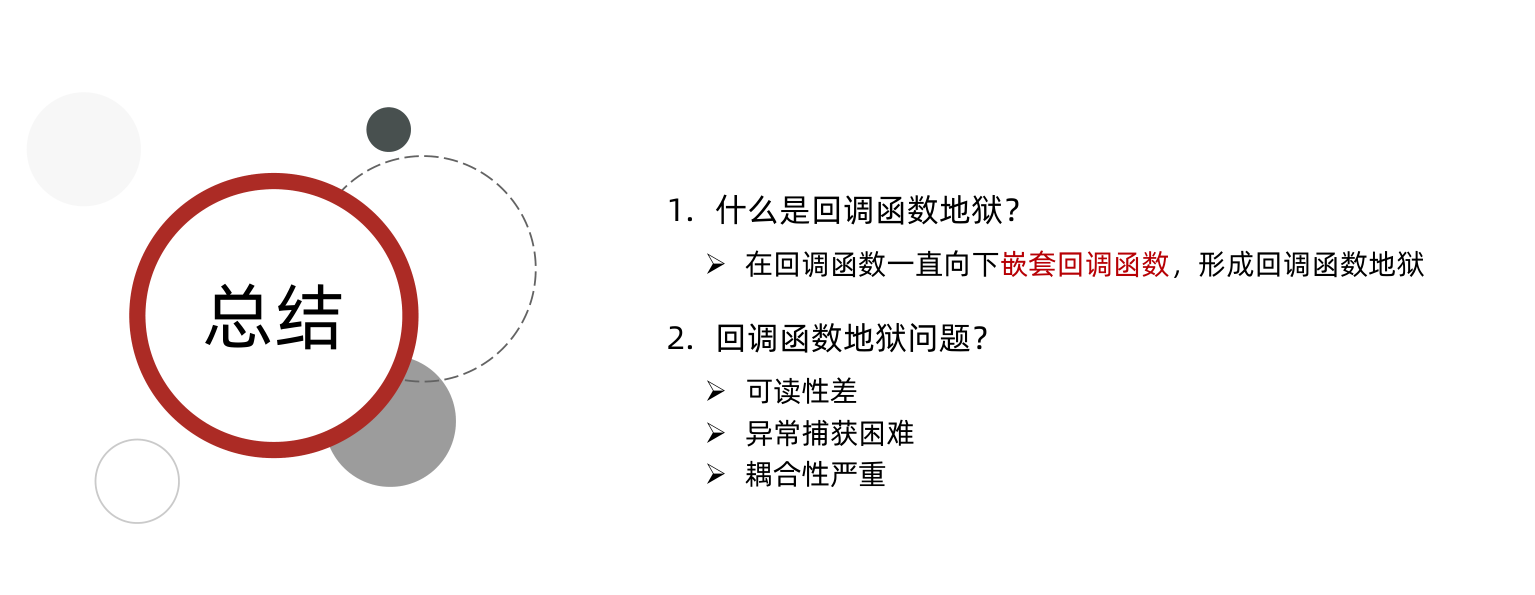 总结
1. 什么是回调函数地狱？
➢ 在回调函数一直向下嵌套回调函数，形成回调函数地狱
2. 回调函数地狱问题？
➢ 可读性差
➢ 异常捕获困难
➢ 耦合性严重